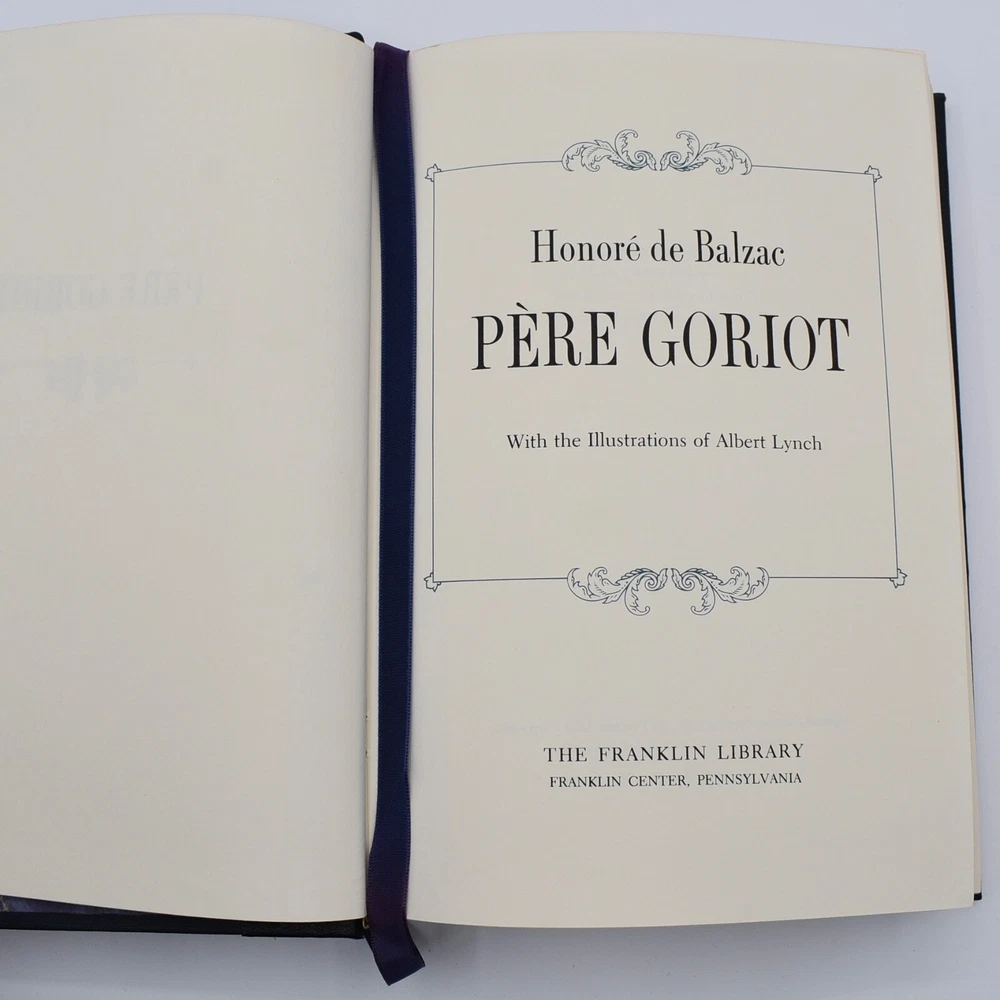 Honoré de Balzac
PÈRE GORIOT
With the Illustrations of Albert Lynch
THE FRANKLIN LIBRARY
FRANKLIN CENTER, PENNSYLVANIA